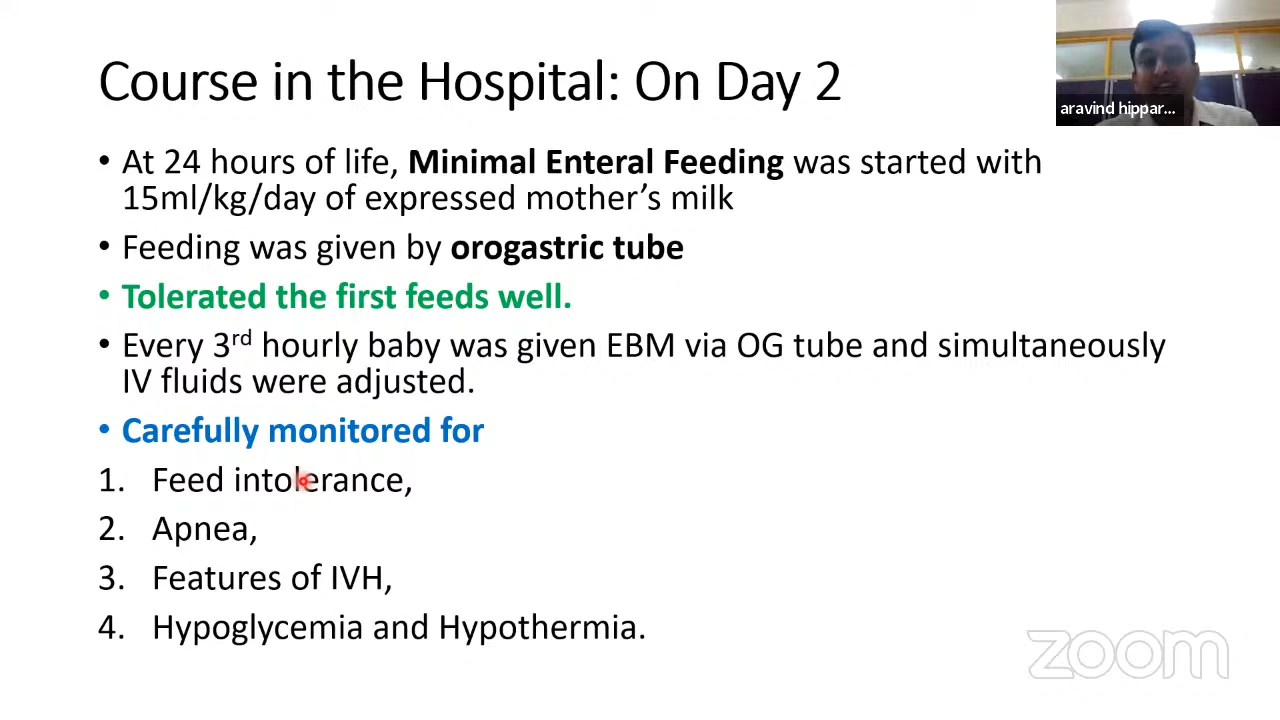 Course in the Hospital: On Day 2
aravind hippar...
• At 24 hours of life, Minimal Enteral Feeding was started with
15ml/kg/day of expressed mother’s milk
• Feeding was given by orogastric tube
• Tolerated the first feeds well.
• Every 3rd hourly baby was given EBM via OG tube and simultaneously
IV fluids were adjusted.
• Carefully monitored for
1. Feed intolerance,
2. Apnea,
3. Features of IVH,
4. Hypoglycemia and Hypothermia.
zoom